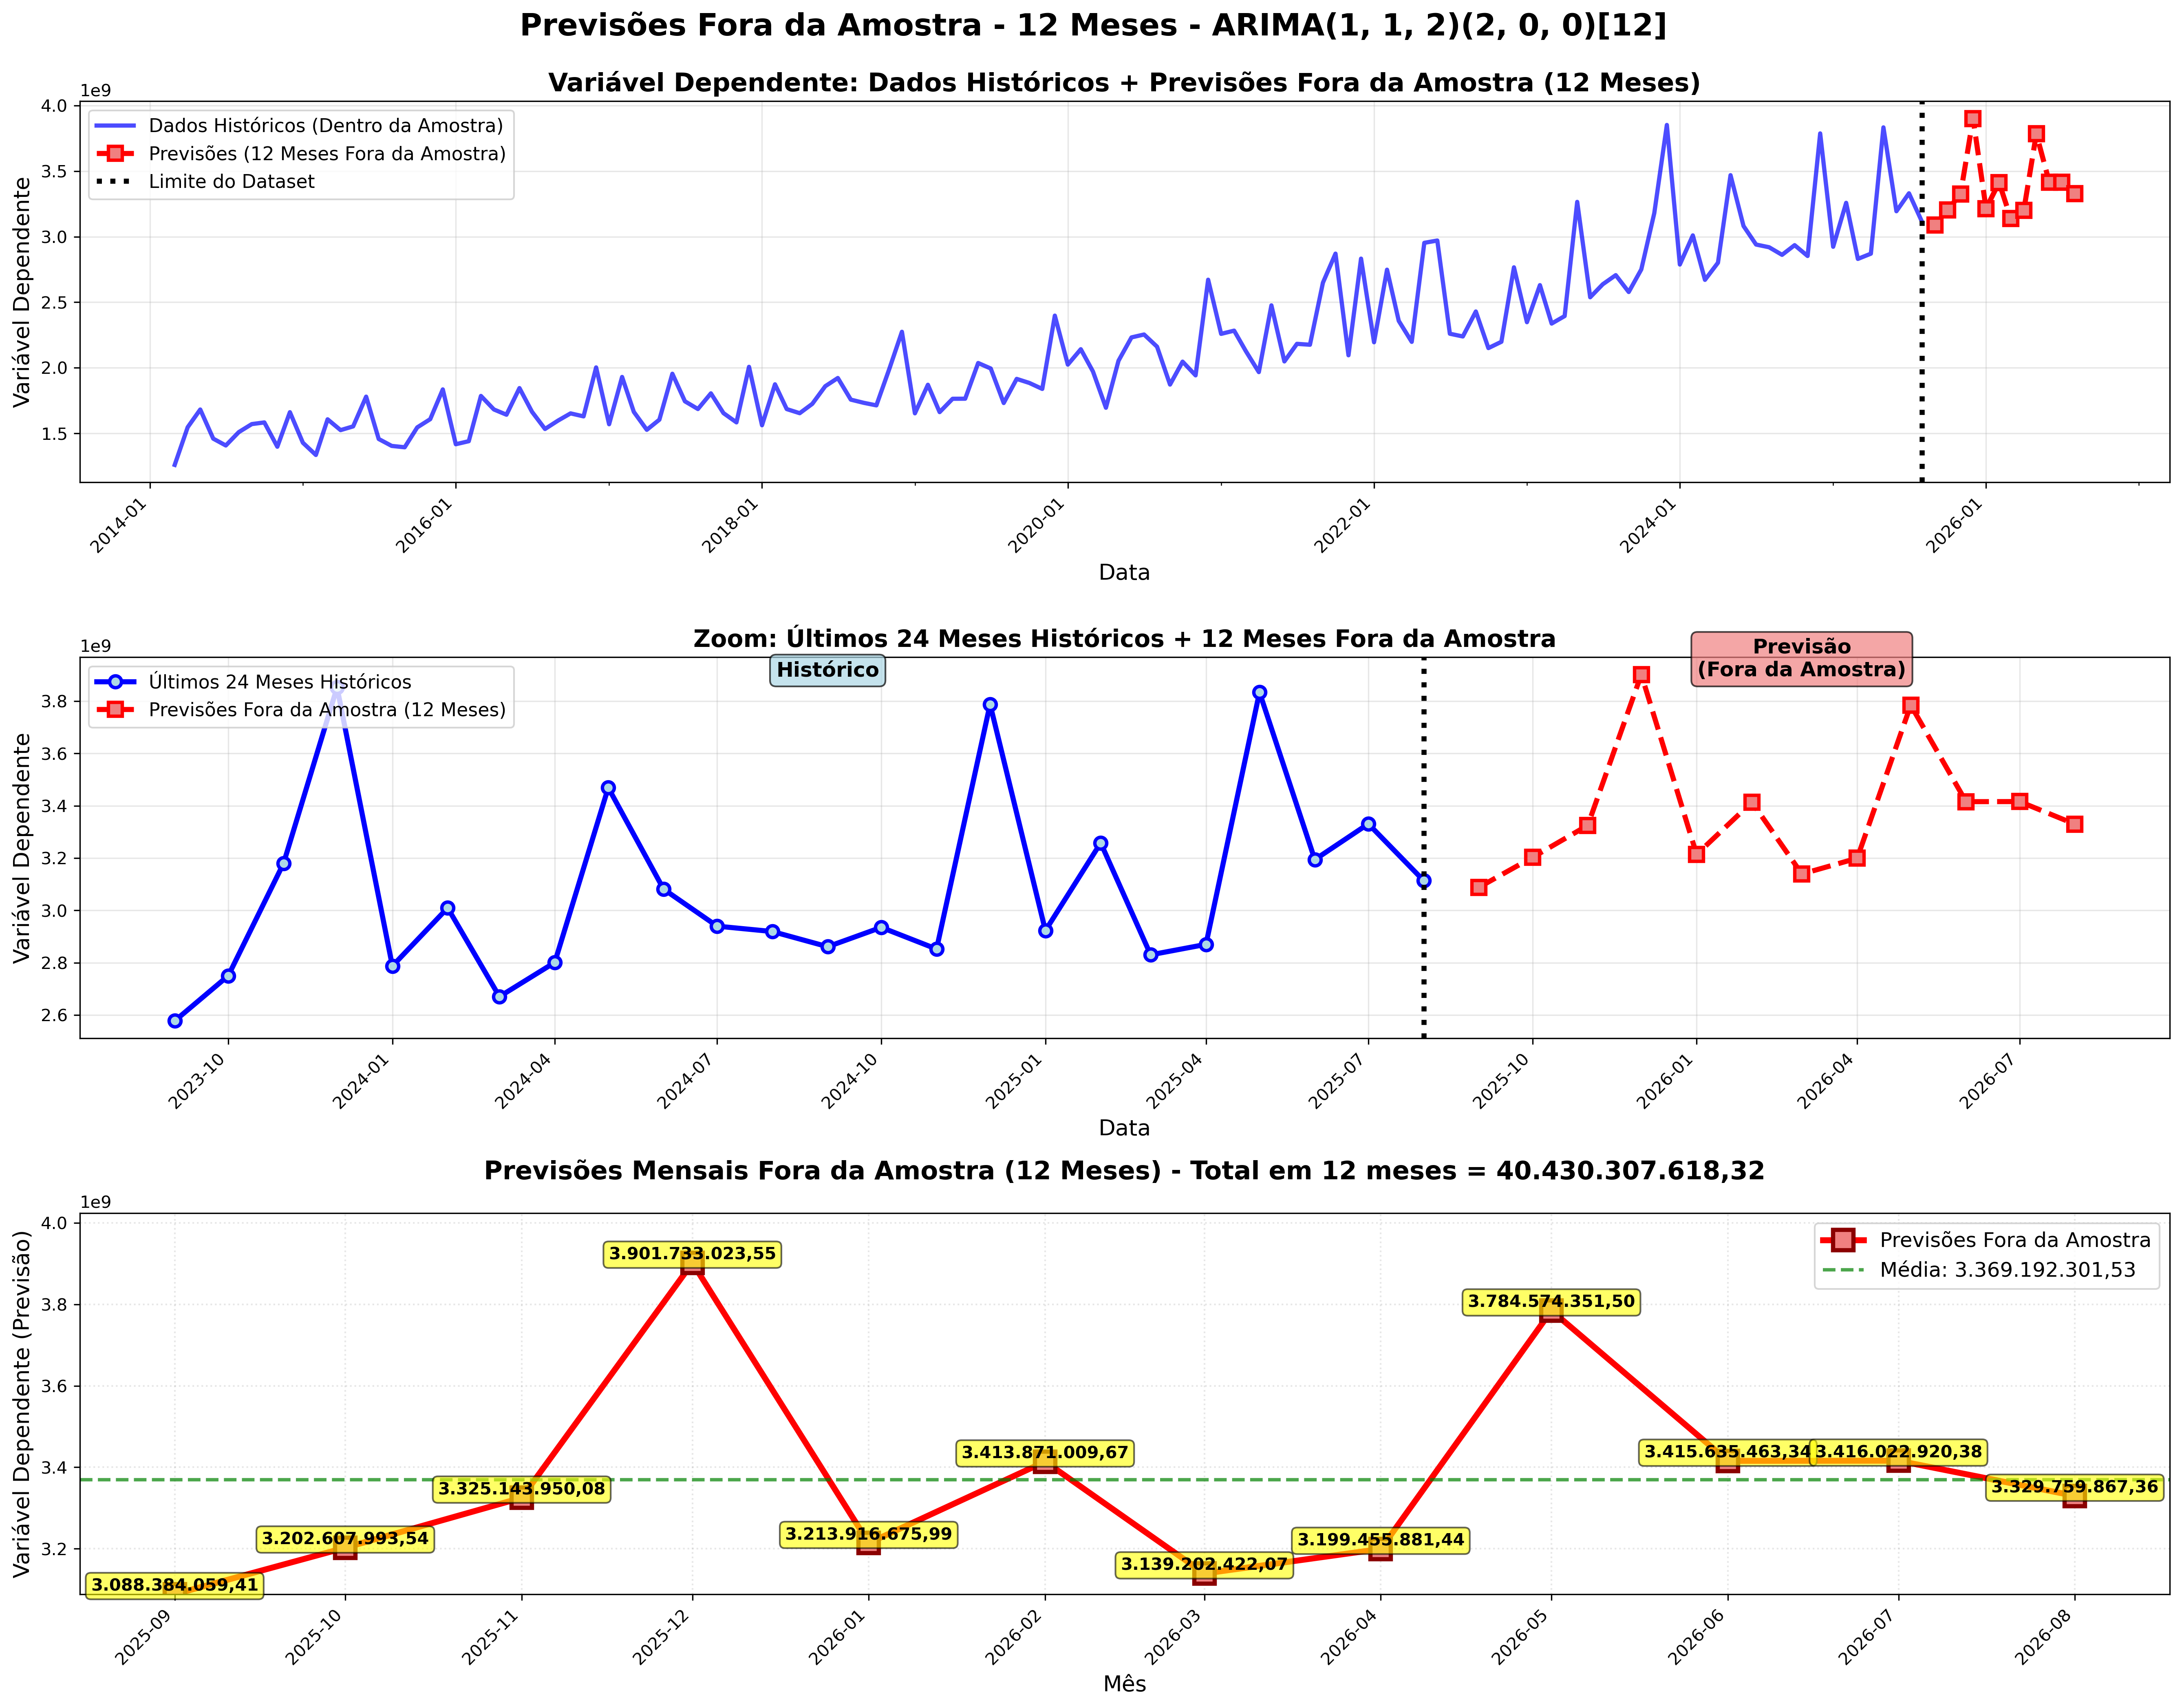 Previsões Fora da Amostra - 12 Meses - ARIMA(1, 1, 2)(2, 0, 0)[12]
Variável Dependente: Dados Históricos + Previsões Fora da Amostra (12 Meses)
1e9
Dados Históricos (Dentro da Amostra)
Previsões (12 Meses Fora da Amostra)
Limite do Dataset
Variável Dependente
4.0
3.5
3.0
2.5
2.0
1.5
2014-01
2016-01
2018-01
2020-01
2022-01
2024-01
2026-01
Data
Zoom: Últimos 24 Meses Históricos + 12 Meses Fora da Amostra
1e9
Últimos 24 Meses Históricos
Previsões Fora da Amostra (12 Meses)
Histórico
Previsão
(Fora da Amostra)
Variável Dependente
3.8
3.6
3.4
3.2
3.0
2.8
2.6
2023-10
2024-01
2024-04
2024-07
2024-10
2025-01
2025-04
2025-07
2025-10
2026-01
2026-04
2026-07
Data
Previsões Mensais Fora da Amostra (12 Meses) - Total em 12 meses = 40.430.307.618,32
1e9
Previsões Fora da Amostra
Média: 3.369.192.301,53
Variável Dependente (Previsão)
4.0
3.8
3.6
3.4
3.2
3.088.384.059,41
3.202.607.993,54
3.325.143.950,08
3.901.733.023,55
3.213.916.675,99
3.413.871.009,67
3.139.202.422,07
3.199.455.881,44
3.784.574.351,50
3.415.635.463,34
3.416.022.920,38
3.329.759.867,36
2025-09
2025-10
2025-11
2025-12
2026-01
2026-02
2026-03
2026-04
2026-05
2026-06
2026-07
2026-08
Mês